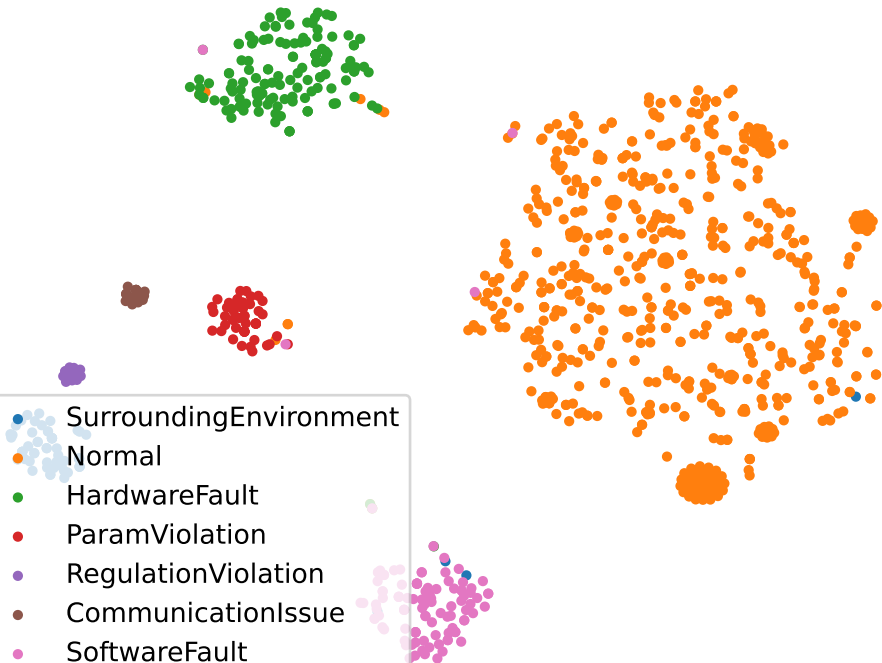 SurroundingEnvironment
Normal
HardwareFault
ParamViolation
RegulationViolation
CommunicationIssue
SoftwareFault